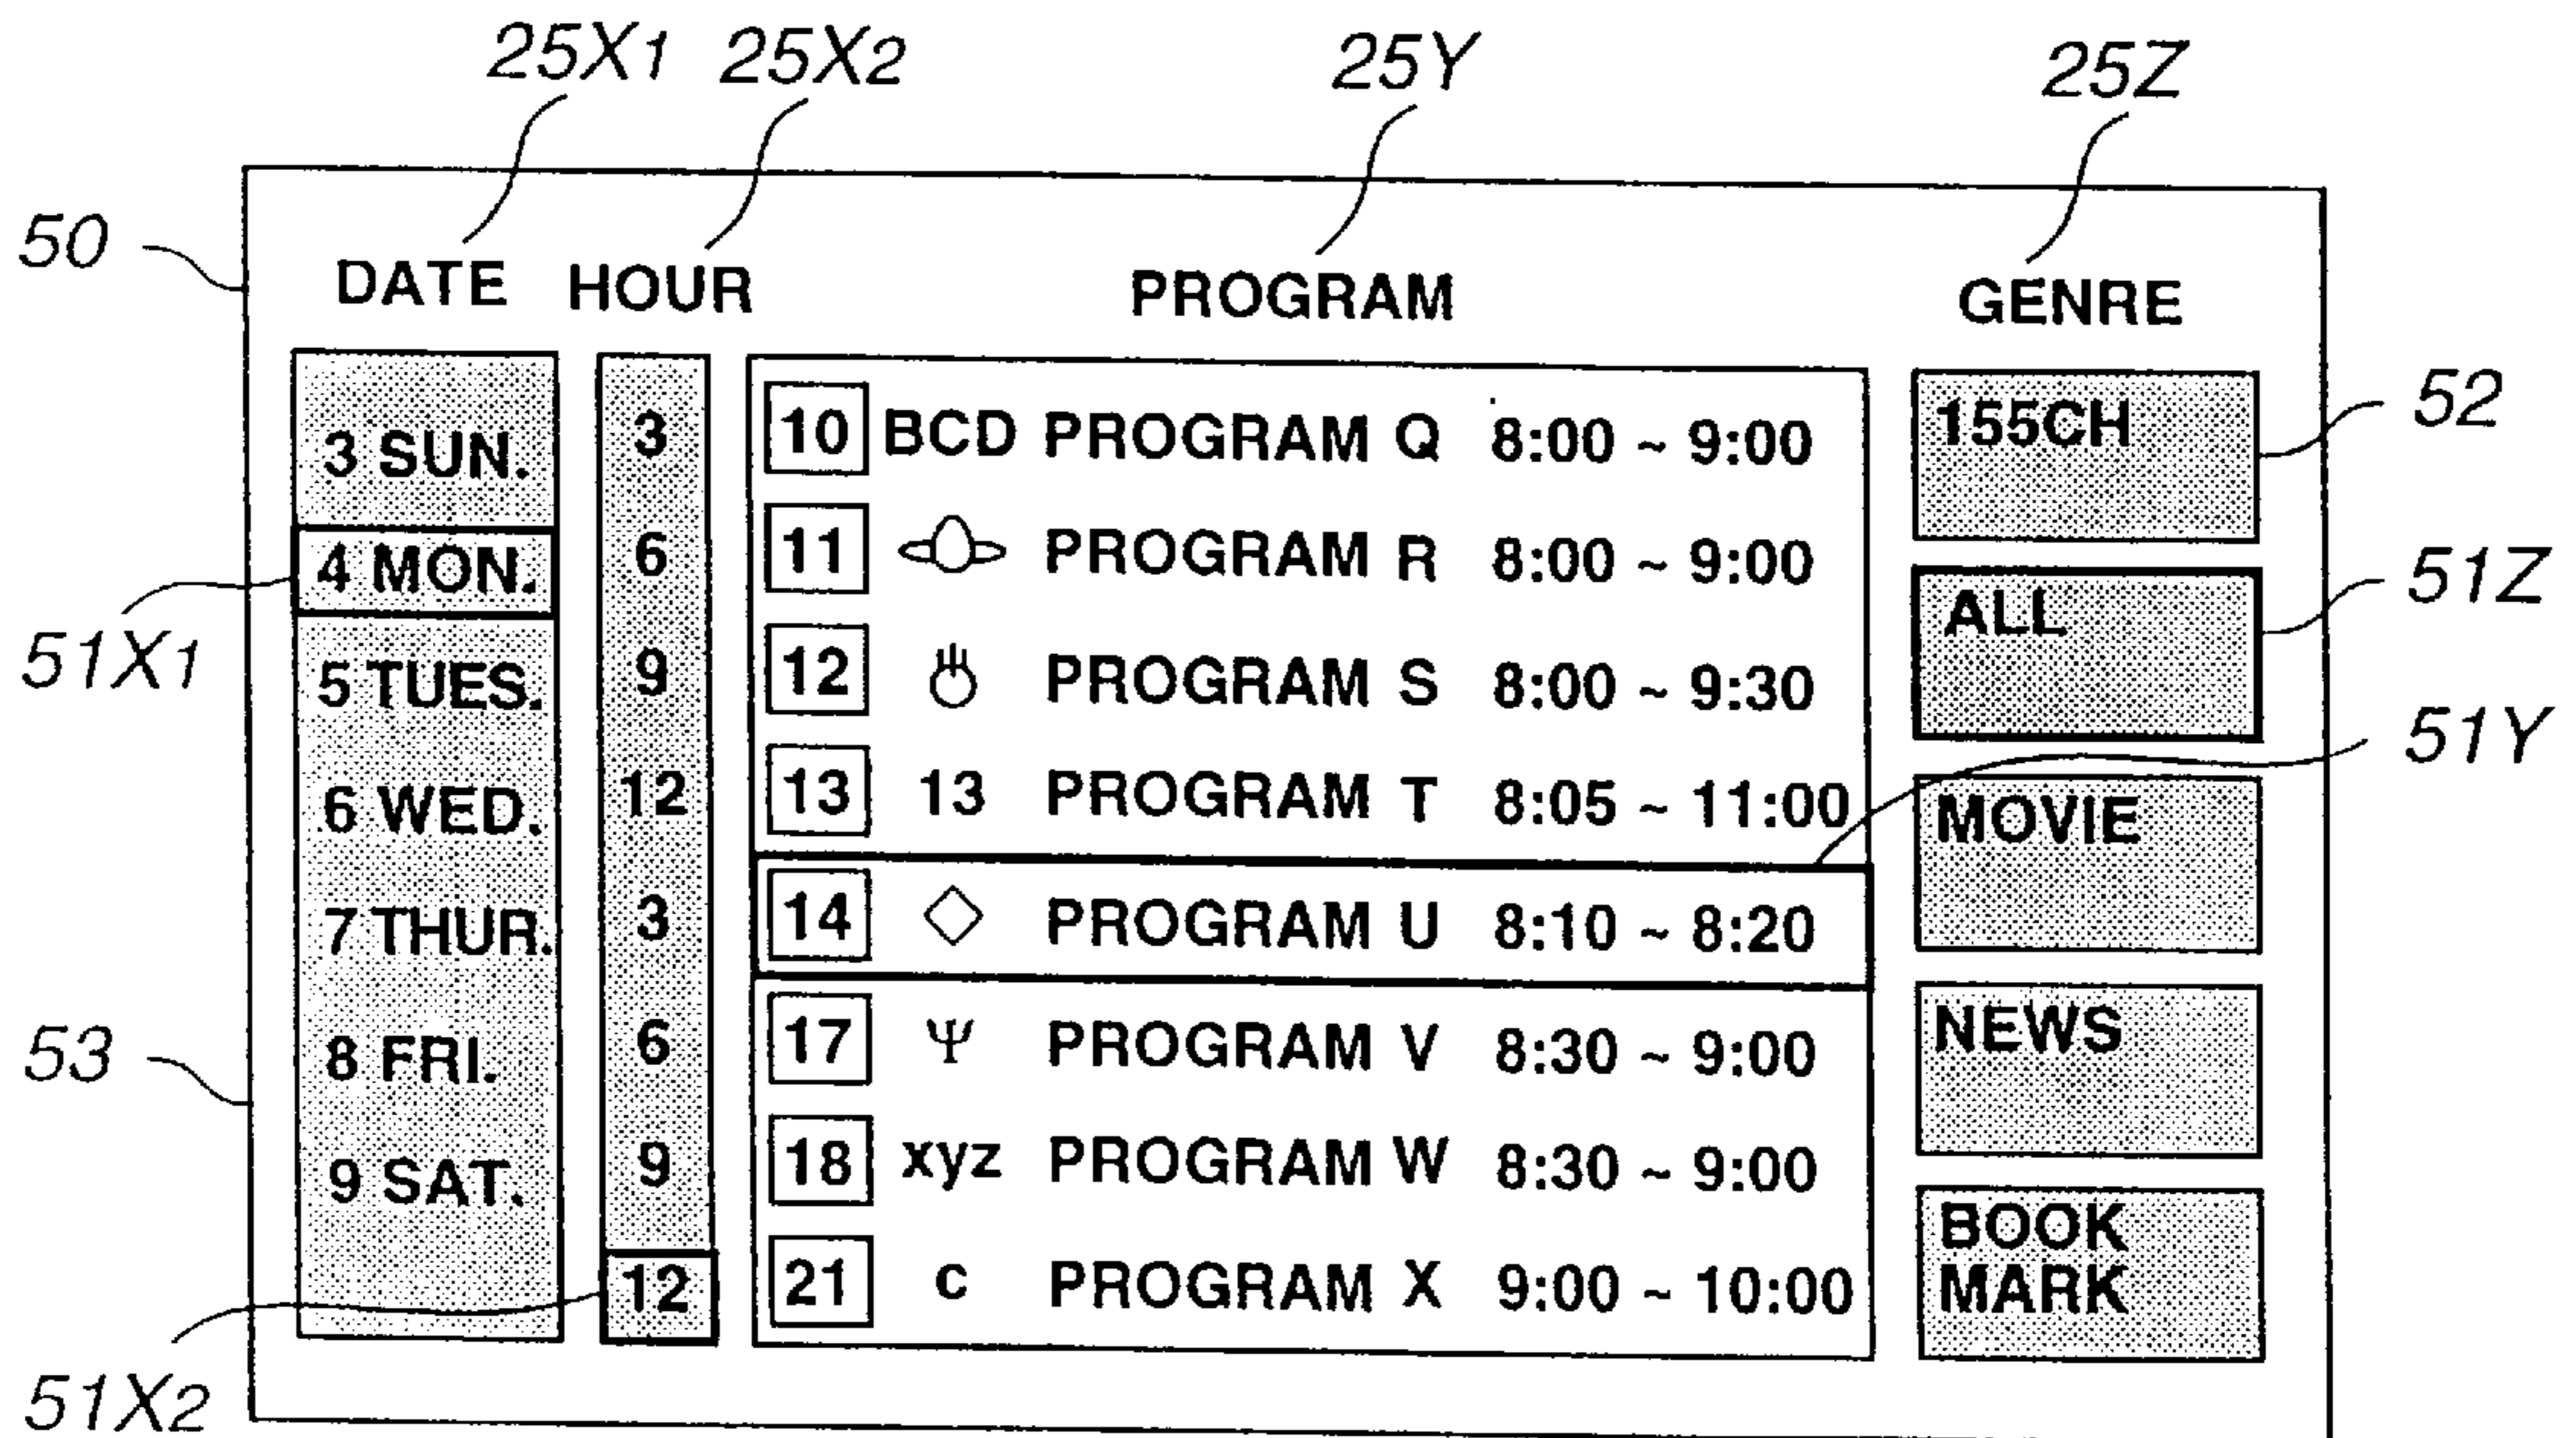 25X1 25X2 25Y 25Z
50
DATE HOUR PROGRAM GENRE
3 SUN.
4 MON.
5 TUES.
6 WED.
7 THUR.
8 FRI.
9 SAT.
3
6
9
12
3
6
9
12
10 BCD PROGRAM Q 8:00 ~ 9:00
11 PROGRAM R 8:00 ~ 9:00
12 PROGRAM S 8:00 ~ 9:30
13 13 PROGRAM T 8:05 ~ 11:00
14 PROGRAM U 8:10 ~ 8:20
17 Ψ PROGRAM V 8:30 ~ 9:00
18 xyz PROGRAM W 8:30 ~ 9:00
21 c PROGRAM X 9:00 ~ 10:00
155CH
ALL
MOVIE
NEWS
BOOK
MARK
52
51Z
51Y
51X1
53
51X2